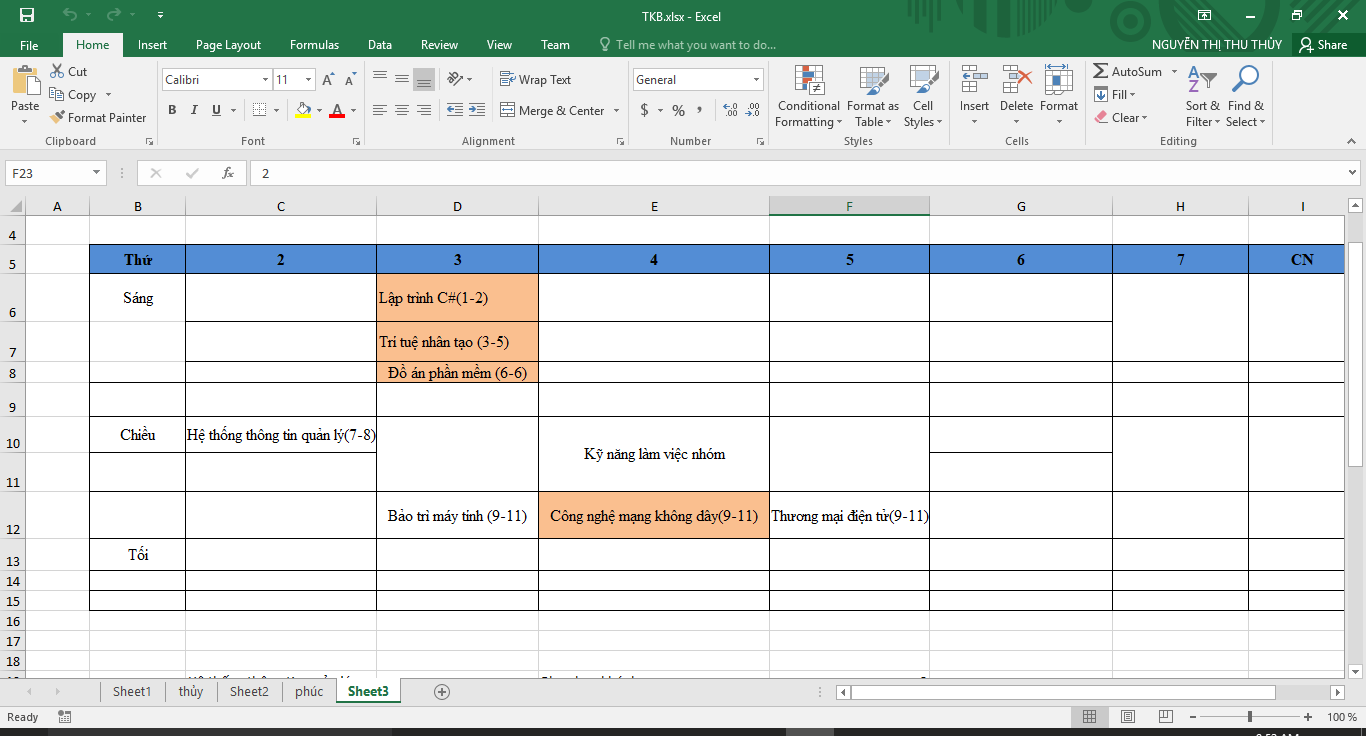 TKB.xlsx - Excel
File Home Insert Page Layout Formulas Data Review View Team Tell me what you want to do... NGUYỄN THỊ THU THỦY Share
Cut
Copy
Format Painter
Paste
Clipboard
Calibri 11
B I U
Font
Wrap Text
Merge & Center
Alignment
General
$ % ,
Number
Conditional Formatting
Format as Table
Cell Styles
Styles
Insert Delete Format
Cells
AutoSum
Fill
Clear
Sort & Filter
Find & Select
Editing
F23 fx 2
A B C D E F G H I
4
5 Thứ 2 3 4 5 6 7 CN
6 Sáng Lập trình C#(1-2)
7 Trí tuệ nhân tạo (3-5)
8 Đồ án phần mềm (6-6)
9
10 Chiều Hệ thống thông tin quản lý(7-8)
Kỹ năng làm việc nhóm
11
12 Bảo trì máy tính (9-11) Công nghệ mạng không dây(9-11) Thương mại điện tử(9-11)
13 Tối
14
15
16
17
18
Sheet1 thủy Sheet2 phúc Sheet3
Ready 100 %